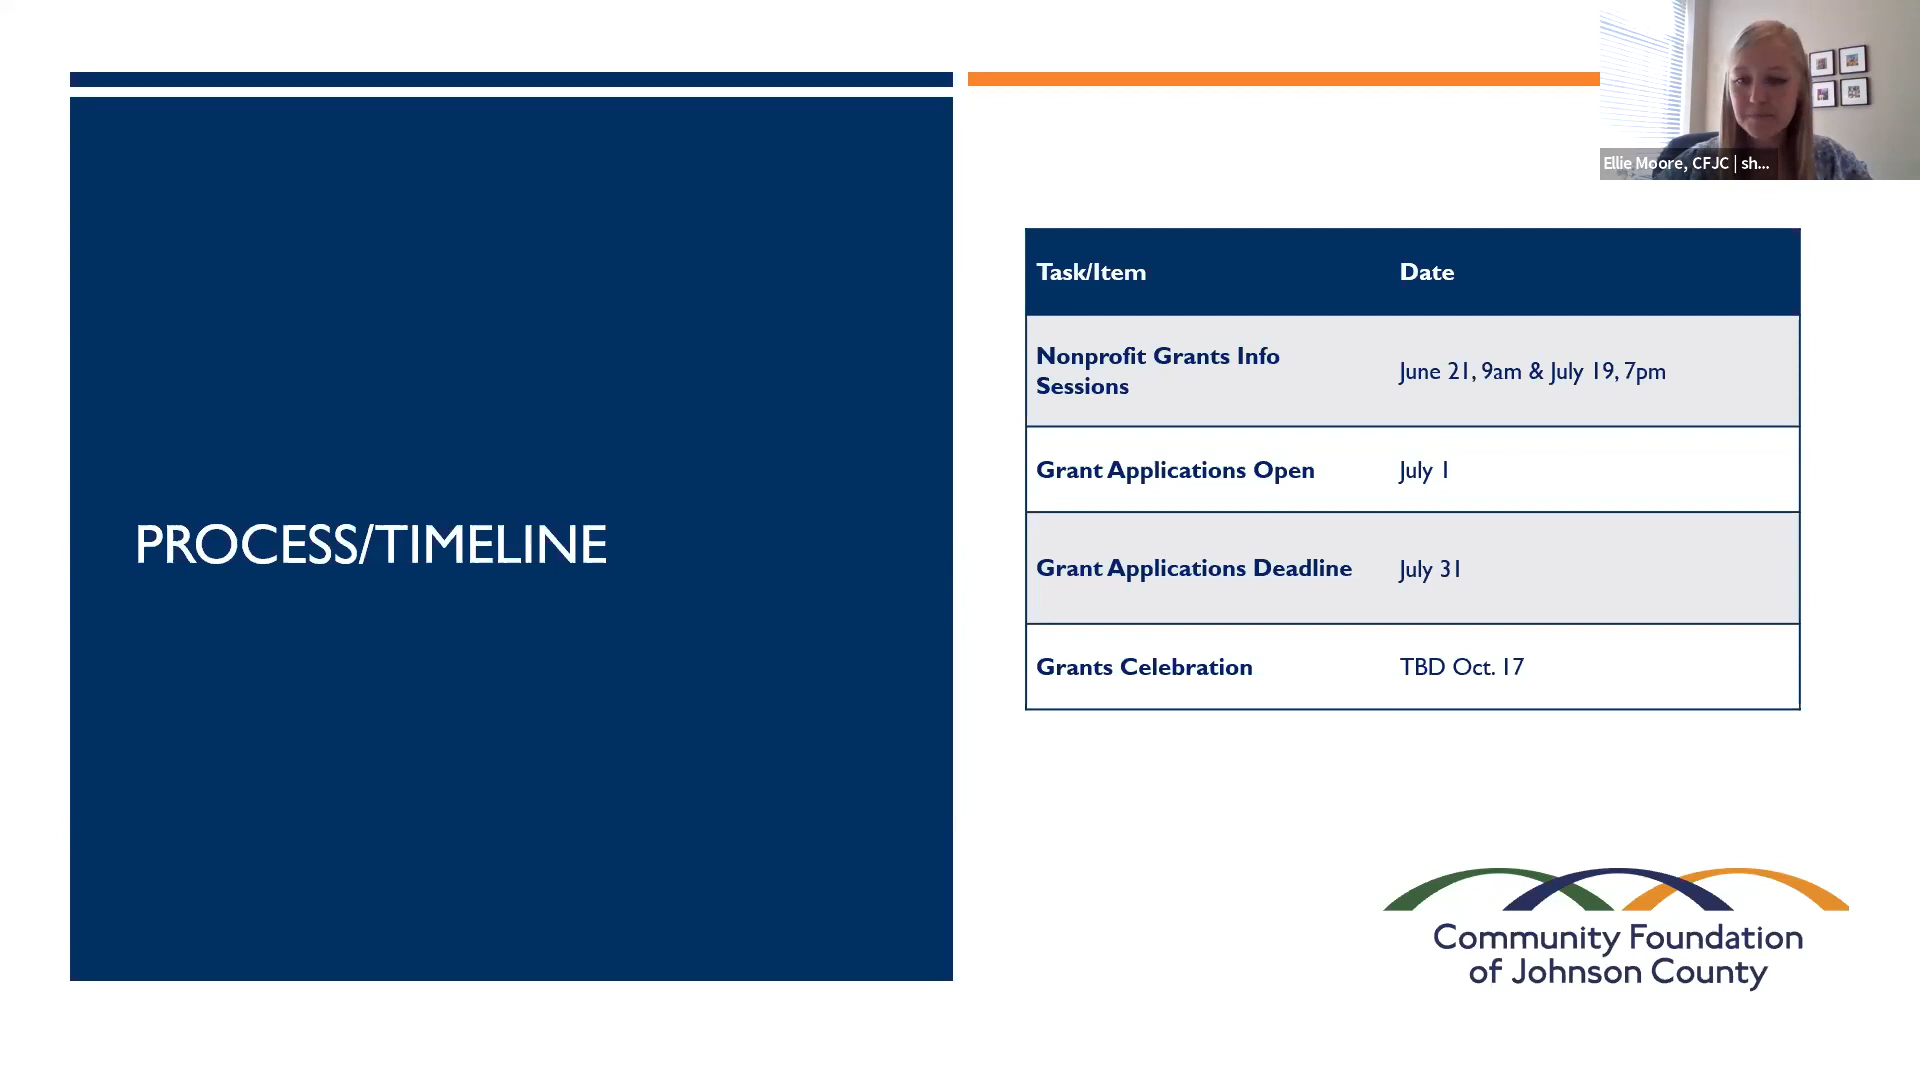 Ellie Moore, CFJC | sh...
PROCESS/TIMELINE
Task/Item Date
Nonprofit Grants Info
Sessions
June 21, 9am & July 19, 7pm
Grant Applications Open July 1
Grant Applications Deadline July 31
Grants Celebration TBD Oct. 17
Community Foundation
of Johnson County